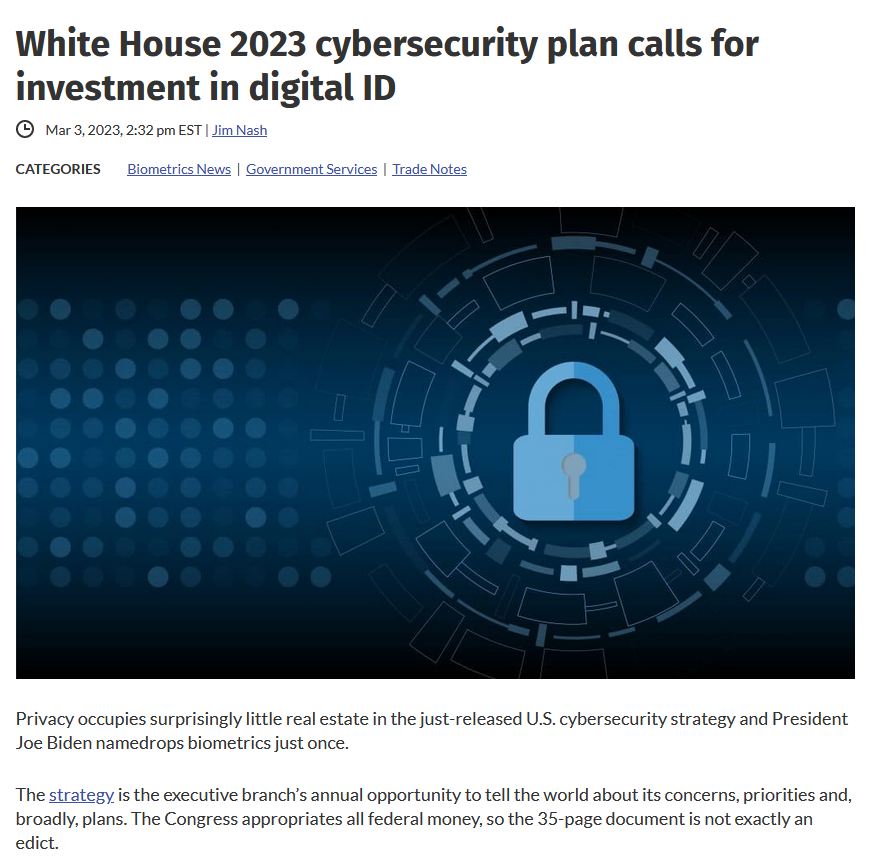 White House 2023 cybersecurity plan calls for
investment in digital ID
Mar 3, 2023, 2:32 pm EST | Jim Nash
CATEGORIES Biometrics News | Government Services | Trade Notes
Privacy occupies surprisingly little real estate in the just-released U.S. cybersecurity strategy and President
Joe Biden namedrops biometrics just once.
The strategy is the executive branch’s annual opportunity to tell the world about its concerns, priorities and,
broadly, plans. The Congress appropriates all federal money, so the 35-page document is not exactly an
edict.